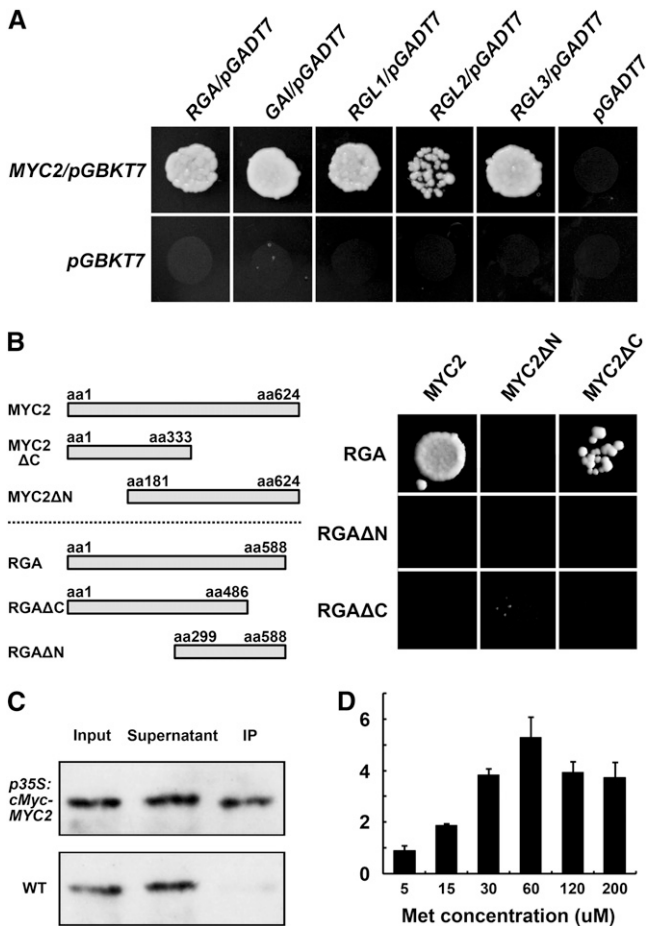 A
RGA/pGADT7
GAI/pGADT7
RGL1/pGADT7
RGL2/pGADT7
RGL3/pGADT7
pGADT7
MYC2/pGBKT7
pGBKT7
B
MYC2
aa1 aa624
MYC2
ΔC
aa1 aa333
MYC2ΔN
aa181 aa624
RGA
aa1 aa588
RGAΔC
aa1 aa486
RGAΔN
aa299 aa588
MYC2
MYC2ΔN
MYC2ΔC
RGA
RGAΔN
RGAΔC
C
Input Supernatant IP
p35S:
cMyc-
MYC2
WT
D
6
4
2
0
5 15 30 60 120 200
Met concentration (uM)